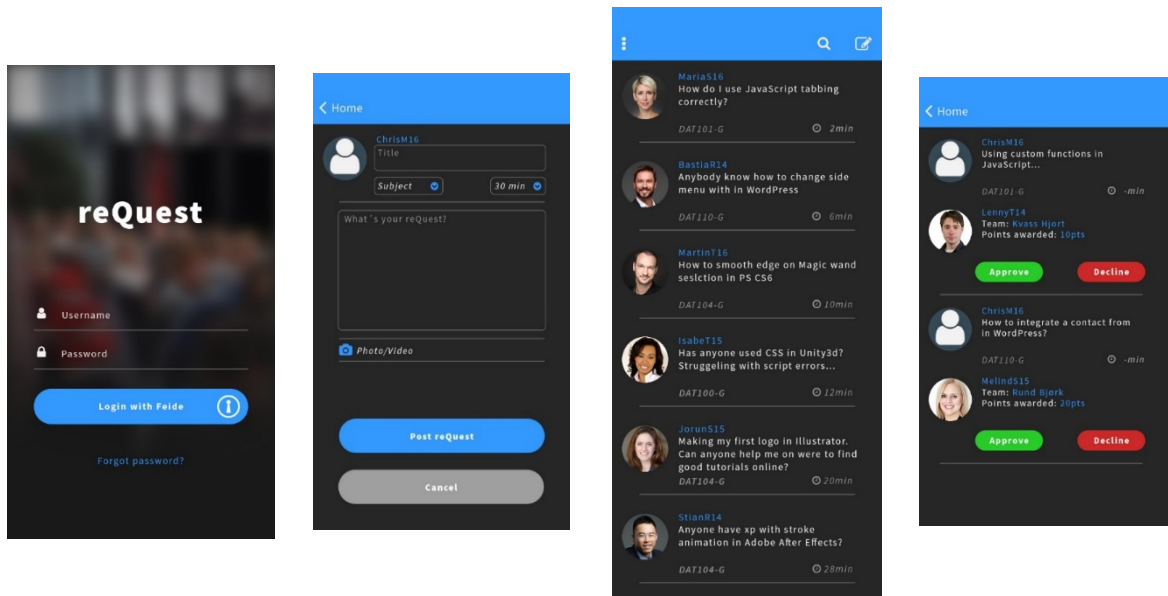 reQuest
Username
Password
Login with Feide
Forgot password?
Home
ChrisM16
Title
Subject
30 min
What´s your reQuest?
Photo/Video
Post reQuest
Cancel
MariaS16
How do I use JavaScript tabbing
correctly?
DAT101-G 2min
BastiaR14
Anybody know how to change side
menu with in WordPress
DAT110-G 6min
MartinT16
How to smooth edge on Magic wand
seslction in PS CS6
DAT104-G 10min
IsabeT15
Has anyone used CSS in Unity3d?
Struggeling with script errors...
DAT100-G 12min
JorunS15
Making my first logo in Illustrator.
Can anyone help me on were to find
good tutorials online?
DAT104-G 20min
StianR14
Anyone have xp with stroke
animation in Adobe After Effects?
DAT104-G 28min
Home
ChrisM16
Using custom functions in
JavaScript...
DAT101-G -min
LennyT14
Team: Kvass Hjort
Points awarded: 10pts
Approve Decline
ChrisM16
How to integrate a contact from
in WordPress?
DAT110-G -min
MelindS15
Team: Rund Bjørk
Points awarded: 20pts
Approve Decline